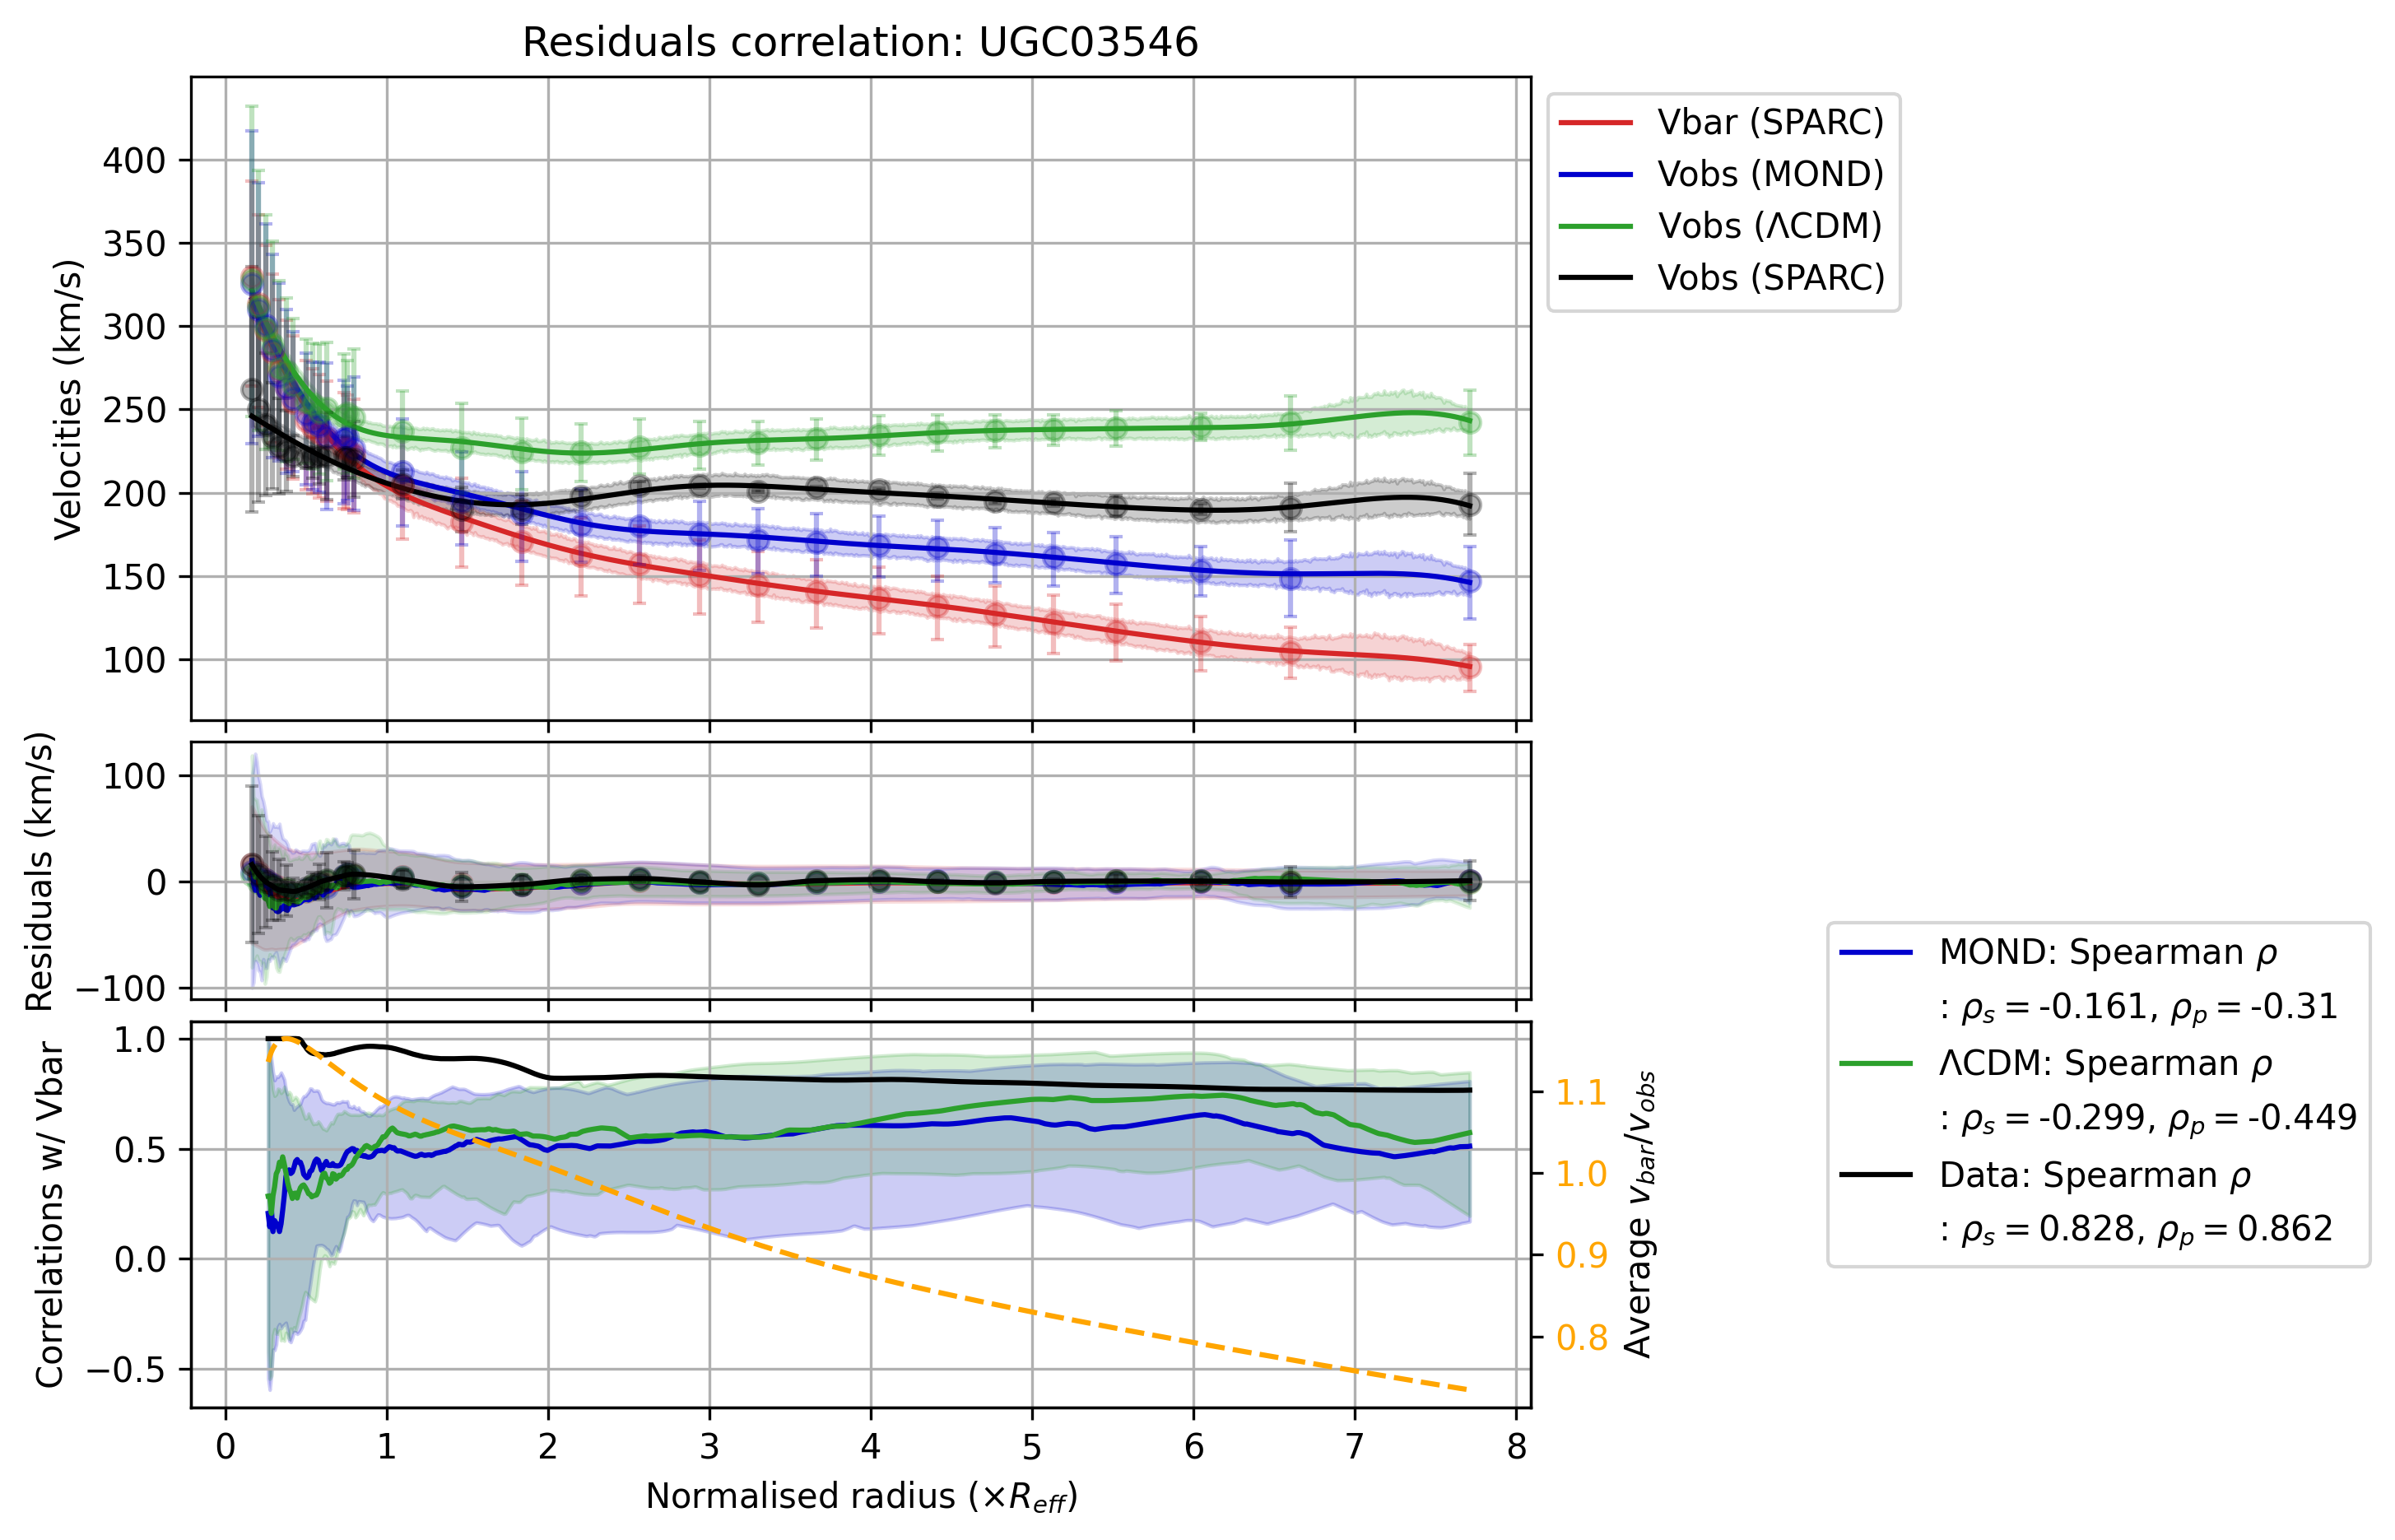 Residuals correlation: UGC03546
Velocities (km/s)
400
350
300
250
200
150
100
Vbar (SPARC)
Vobs (MOND)
Vobs (ΛCDM)
Vobs (SPARC)
Residuals (km/s)
100
0
−100
Correlations w/ Vbar
1.0
0.5
0.0
−0.5
1.1
1.0
0.9
0.8
Average v_bar/v_obs
MOND: Spearman ρ
: ρ_s = -0.161, ρ_p = -0.31
ΛCDM: Spearman ρ
: ρ_s = -0.299, ρ_p = -0.449
Data: Spearman ρ
: ρ_s = 0.828, ρ_p = 0.862
0 1 2 3 4 5 6 7 8
Normalised radius (×R_eff)